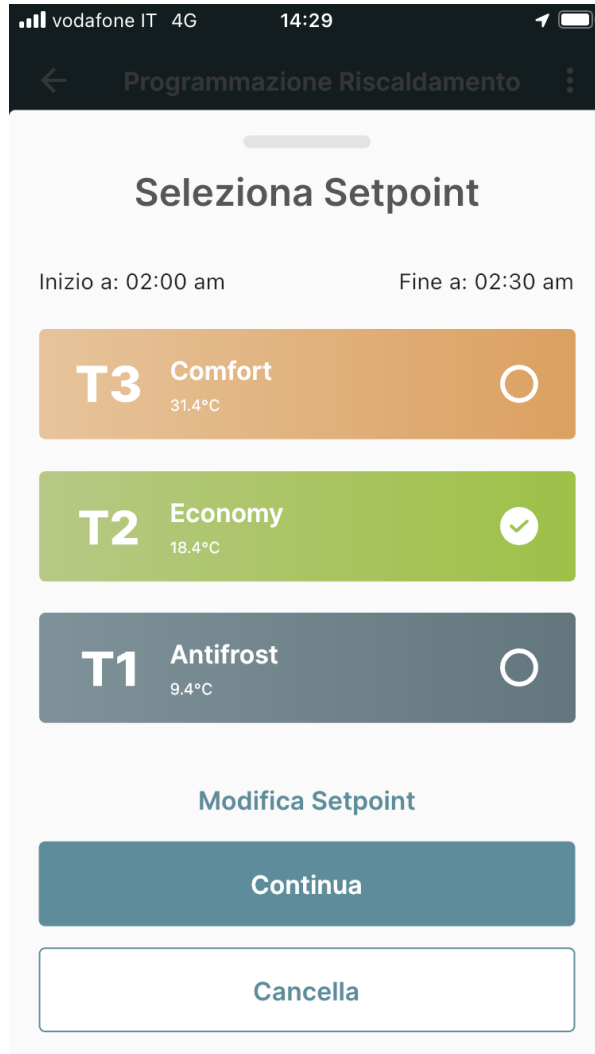 vodafone IT 4G 14:29
Programmazione Riscaldamento
Seleziona Setpoint
Inizio a: 02:00 am Fine a: 02:30 am
T3 Comfort
31.4°C
T2 Economy
18.4°C
T1 Antifrost
9.4°C
Modifica Setpoint
Continua
Cancella